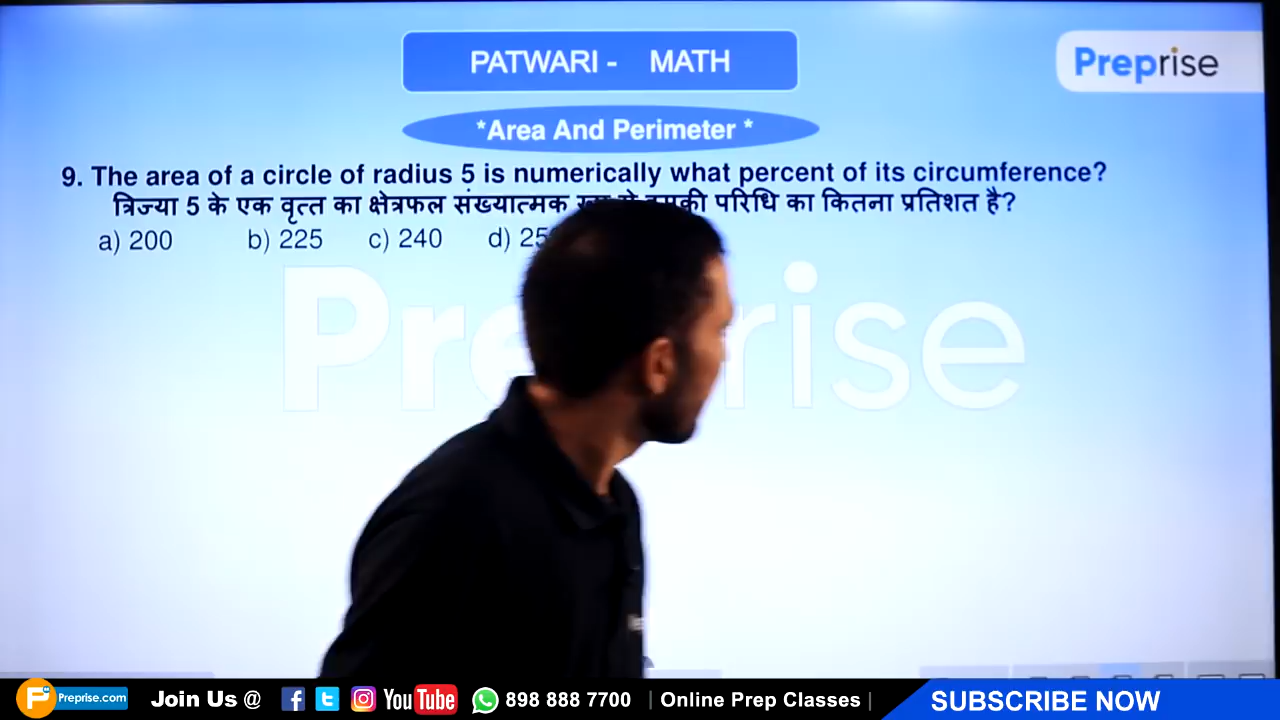 PATWARI - MATH
Preprise
*Area And Perimeter *
9. The area of a circle of radius 5 is numerically what percent of its circumference?
त्रिज्या 5 के एक वृत्त का क्षेत्रफल संख्यात्मक परिधि का कितना प्रतिशत है?
a) 200 b) 225 c) 240 d)
Preprise.com Join Us @ YouTube 898 888 7700 | Online Prep Classes | SUBSCRIBE NOW